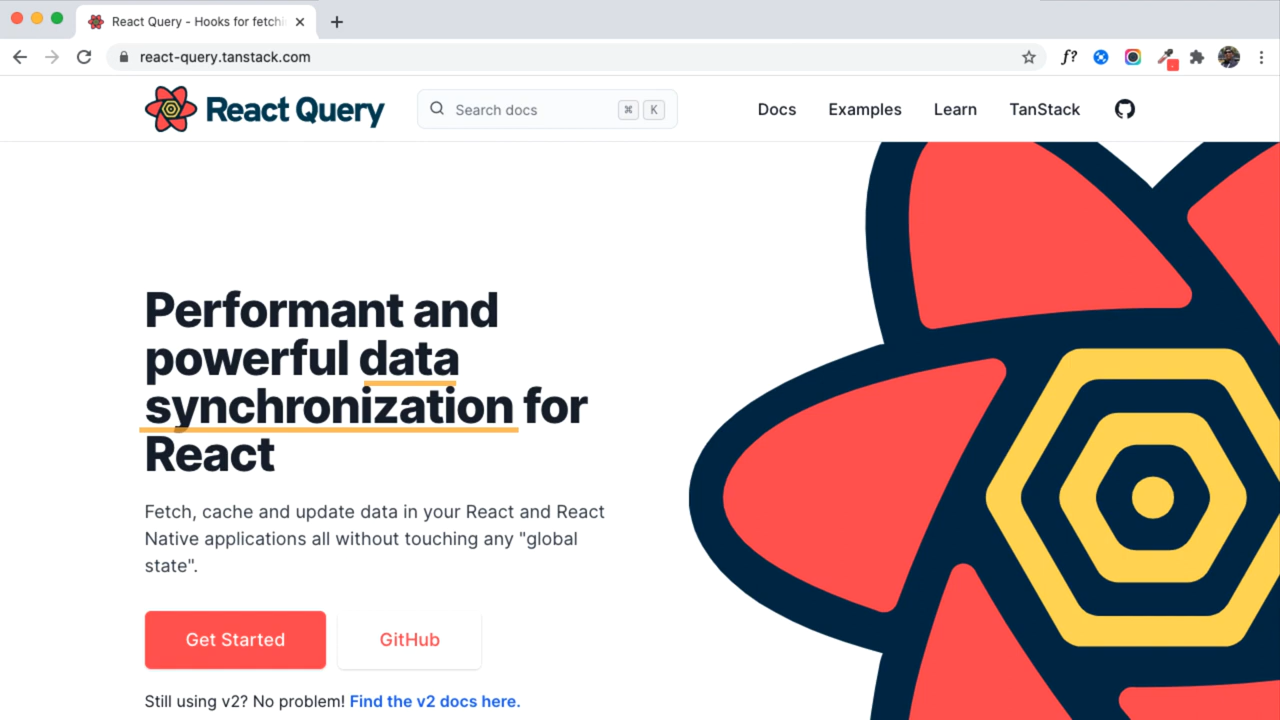 React Query - Hooks for fetchi
react-query.tanstack.com
f?
React Query
Search docs
⌘ K
Docs
Examples
Learn
TanStack
Performant and
powerful data
synchronization for
React
Fetch, cache and update data in your React and React
Native applications all without touching any "global
state".
Get Started
GitHub
Still using v2? No problem! Find the v2 docs here.